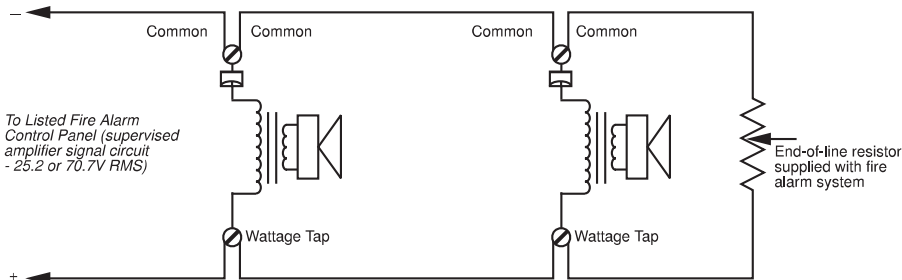 –
Common
Common
Common
Common
To Listed Fire Alarm
Control Panel (supervised
amplifier signal circuit
- 25.2 or 70.7V RMS)
End-of-line resistor
supplied with fire
alarm system
Wattage Tap
Wattage Tap
+